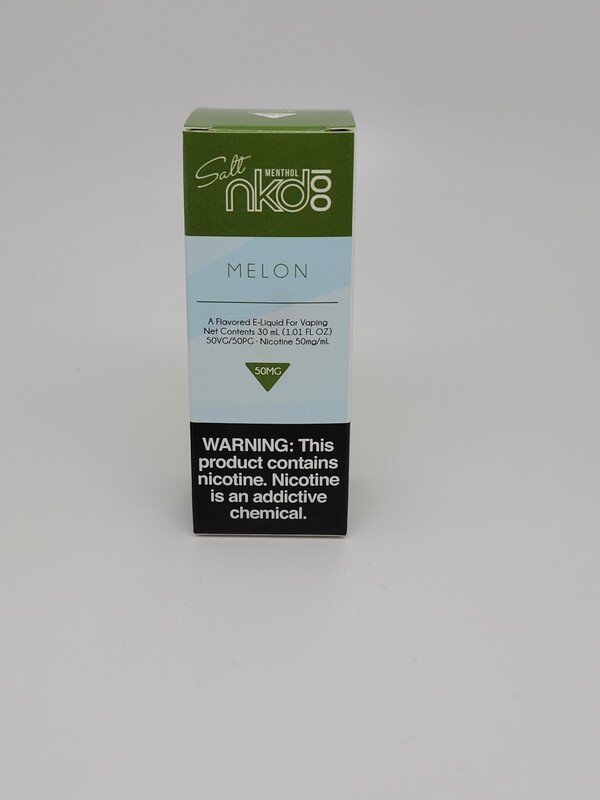 Salt
MENTHOL
nkd 100
MELON
A Flavored E-Liquid For Vaping
Net Contents 30 mL (1.01 FL OZ)
50VG/50PG · Nicotine 50mg/mL
50MG
WARNING: This
product contains
nicotine. Nicotine
is an addictive
chemical.